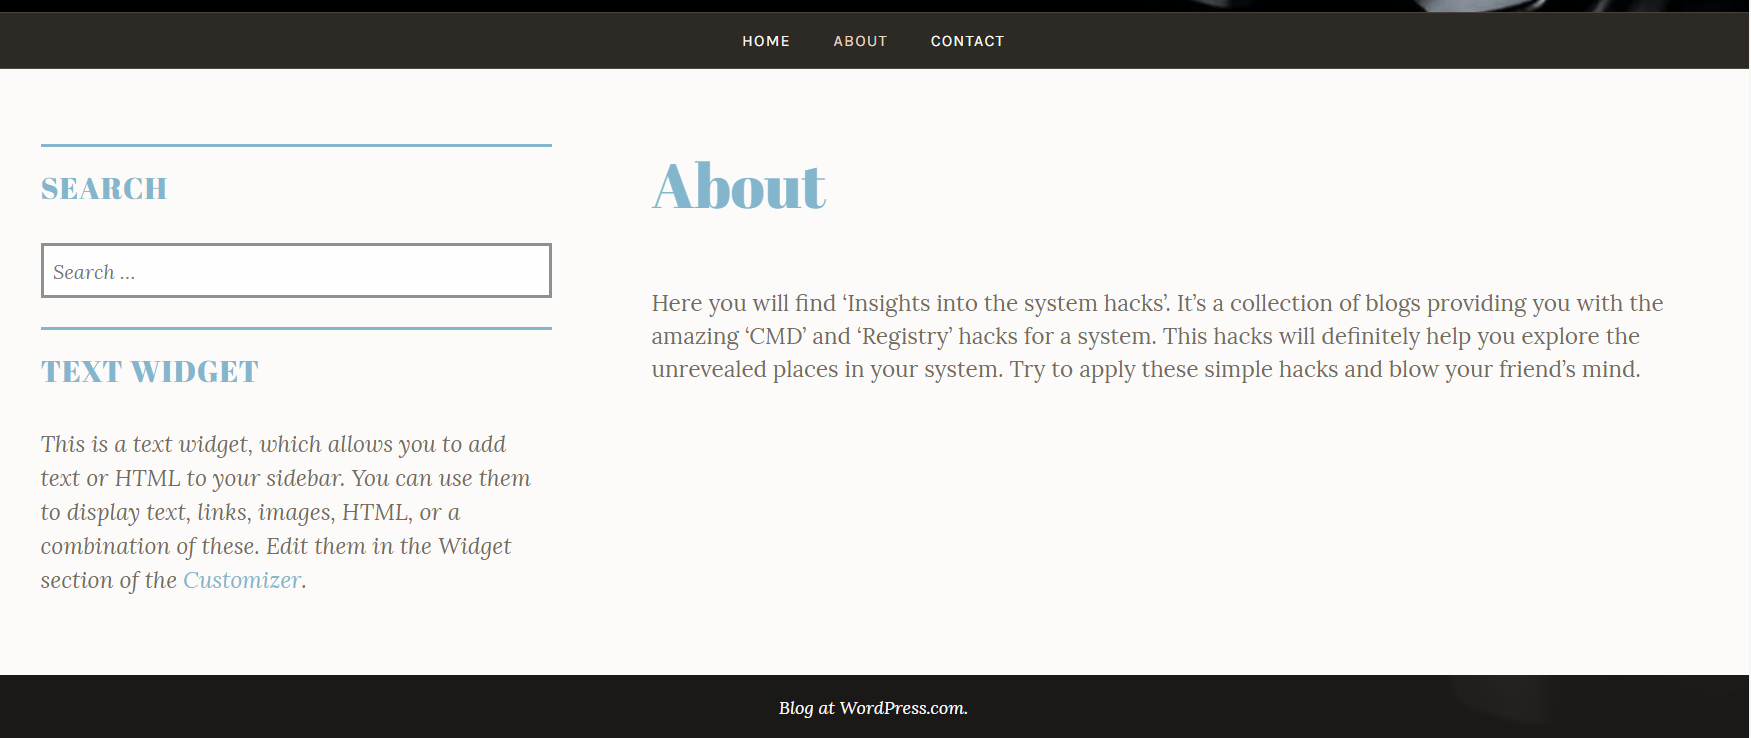 HOME ABOUT CONTACT
SEARCH
Search ...
TEXT WIDGET
This is a text widget, which allows you to add
text or HTML to your sidebar. You can use them
to display text, links, images, HTML, or a
combination of these. Edit them in the Widget
section of the Customizer.
About
Here you will find ‘Insights into the system hacks’. It’s a collection of blogs providing you with the
amazing ‘CMD’ and ‘Registry’ hacks for a system. This hacks will definitely help you explore the
unrevealed places in your system. Try to apply these simple hacks and blow your friend’s mind.
Blog at WordPress.com.